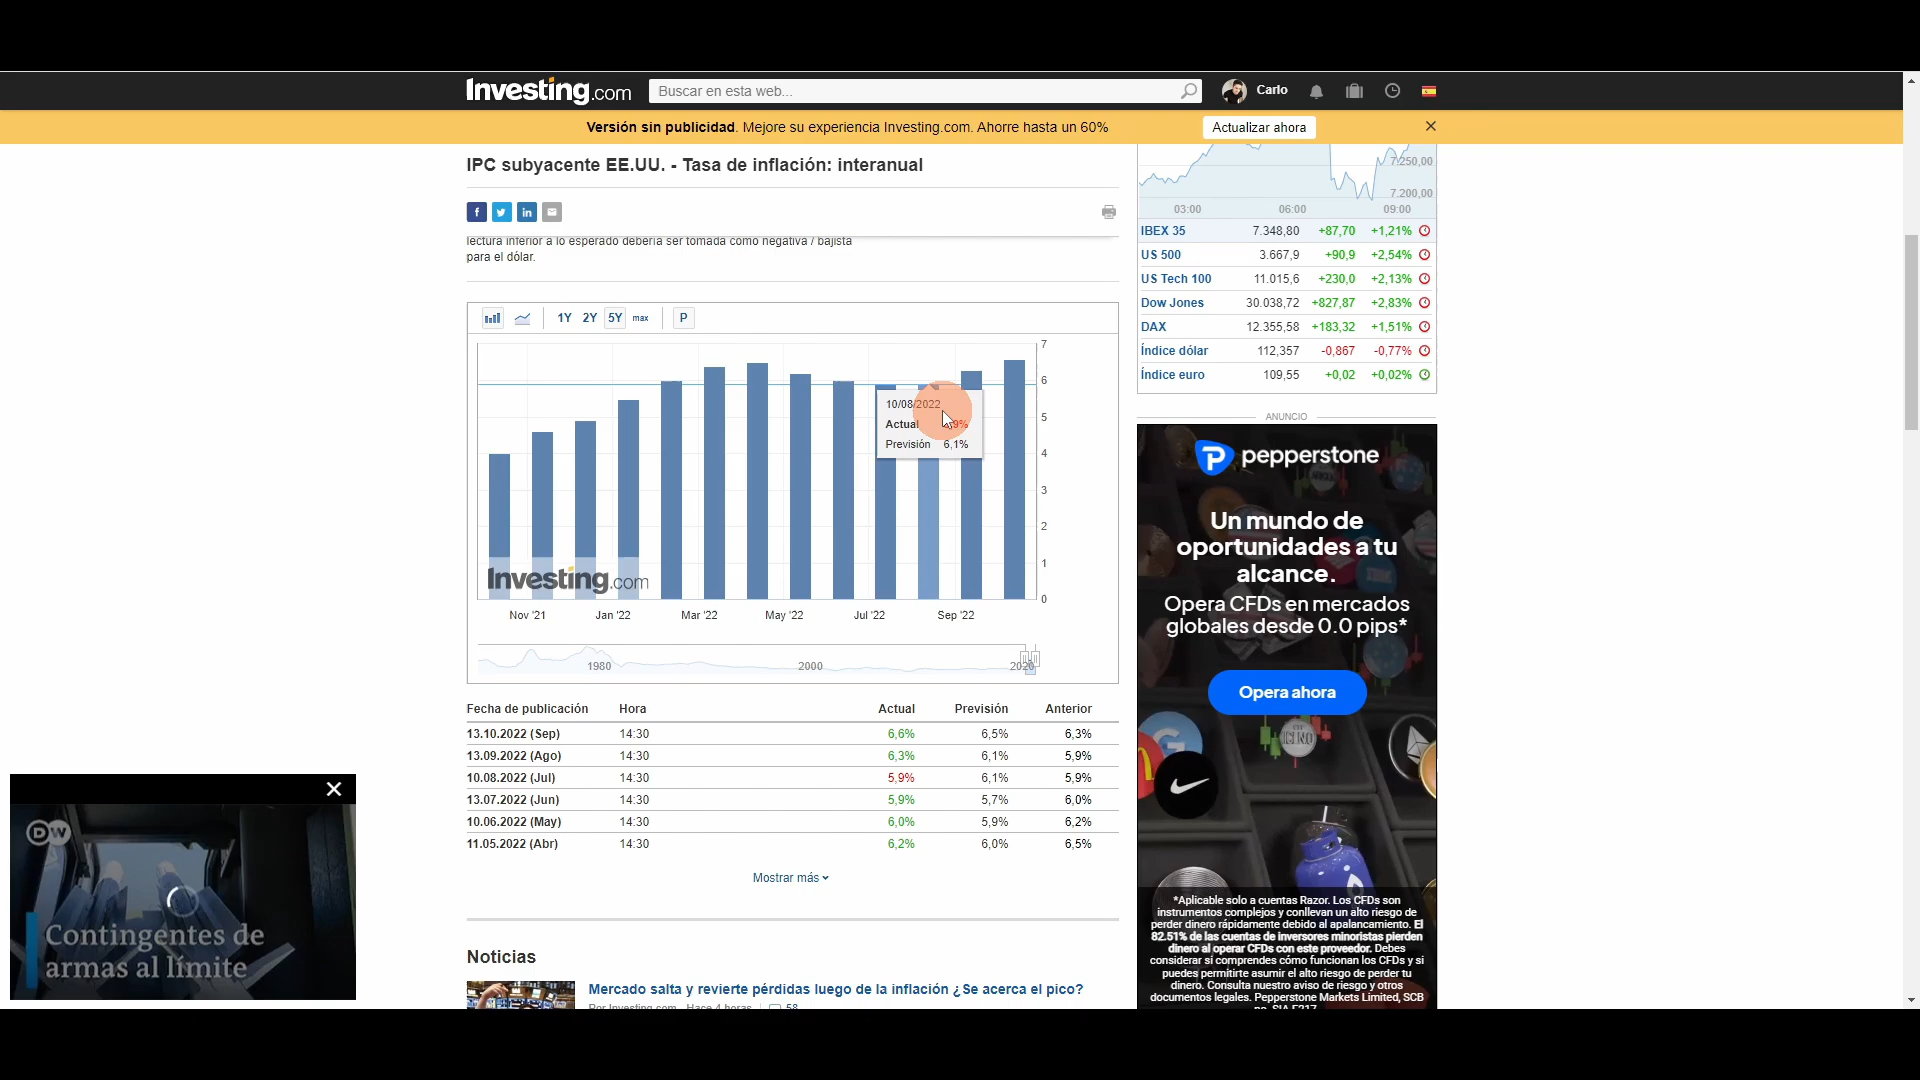 Investing.com
Buscar en esta web...
Carlo
Versión sin publicidad. Mejore su experiencia Investing.com. Ahorre hasta un 60%
Actualizar ahora
IPC subyacente EE.UU. - Tasa de inflación: interanual
lectura inferior a lo esperado debería ser tomada como negativa / bajista
para el dólar.
1Y 2Y 5Y max P
7
6
5
4
3
2
1
0
10/08/2022
Actual 9%
Previsión 6,1%
Investing.com
Nov '21 Jan '22 Mar '22 May '22 Jul '22 Sep '22
1980 2000 2020
Fecha de publicación Hora Actual Previsión Anterior
13.10.2022 (Sep) 14:30 6,6% 6,5% 6,3%
13.09.2022 (Ago) 14:30 6,3% 6,1% 5,9%
10.08.2022 (Jul) 14:30 5,9% 6,1% 5,9%
13.07.2022 (Jun) 14:30 5,9% 5,7% 6,0%
10.06.2022 (May) 14:30 6,0% 5,9% 6,2%
11.05.2022 (Abr) 14:30 6,2% 6,0% 6,5%
Mostrar más
Noticias
Mercado salta y revierte pérdidas luego de la inflación ¿Se acerca el pico?
Por Investing.com - Hace 4 horas 58
7.250,00
7.200,00
03:00 06:00 09:00
IBEX 35 7.348,80 +87,70 +1,21%
US 500 3.667,9 +90,9 +2,54%
US Tech 100 11.015,6 +230,0 +2,13%
Dow Jones 30.038,72 +827,87 +2,83%
DAX 12.355,58 +183,32 +1,51%
Índice dólar 112,357 -0,867 -0,77%
Índice euro 109,55 +0,02 +0,02%
ANUNCIO
pepperstone
Un mundo de
oportunidades a tu
alcance.
Opera CFDs en mercados
globales desde 0.0 pips*
Opera ahora
*Aplicable solo a cuentas Razor. Los CFDs son
instrumentos complejos y conllevan un alto riesgo de
perder dinero rápidamente debido al apalancamiento. El
82.51% de las cuentas de inversores minoristas pierden
dinero al operar CFDs con este proveedor. Debes
considerar si comprendes cómo funcionan los CFDs y si
puedes permitirte asumir el alto riesgo de perder tu
dinero. Consulta nuestro aviso de riesgo y otros
documentos legales. Pepperstone Markets Limited, SCB
DW
Contingentes de
armas al límite